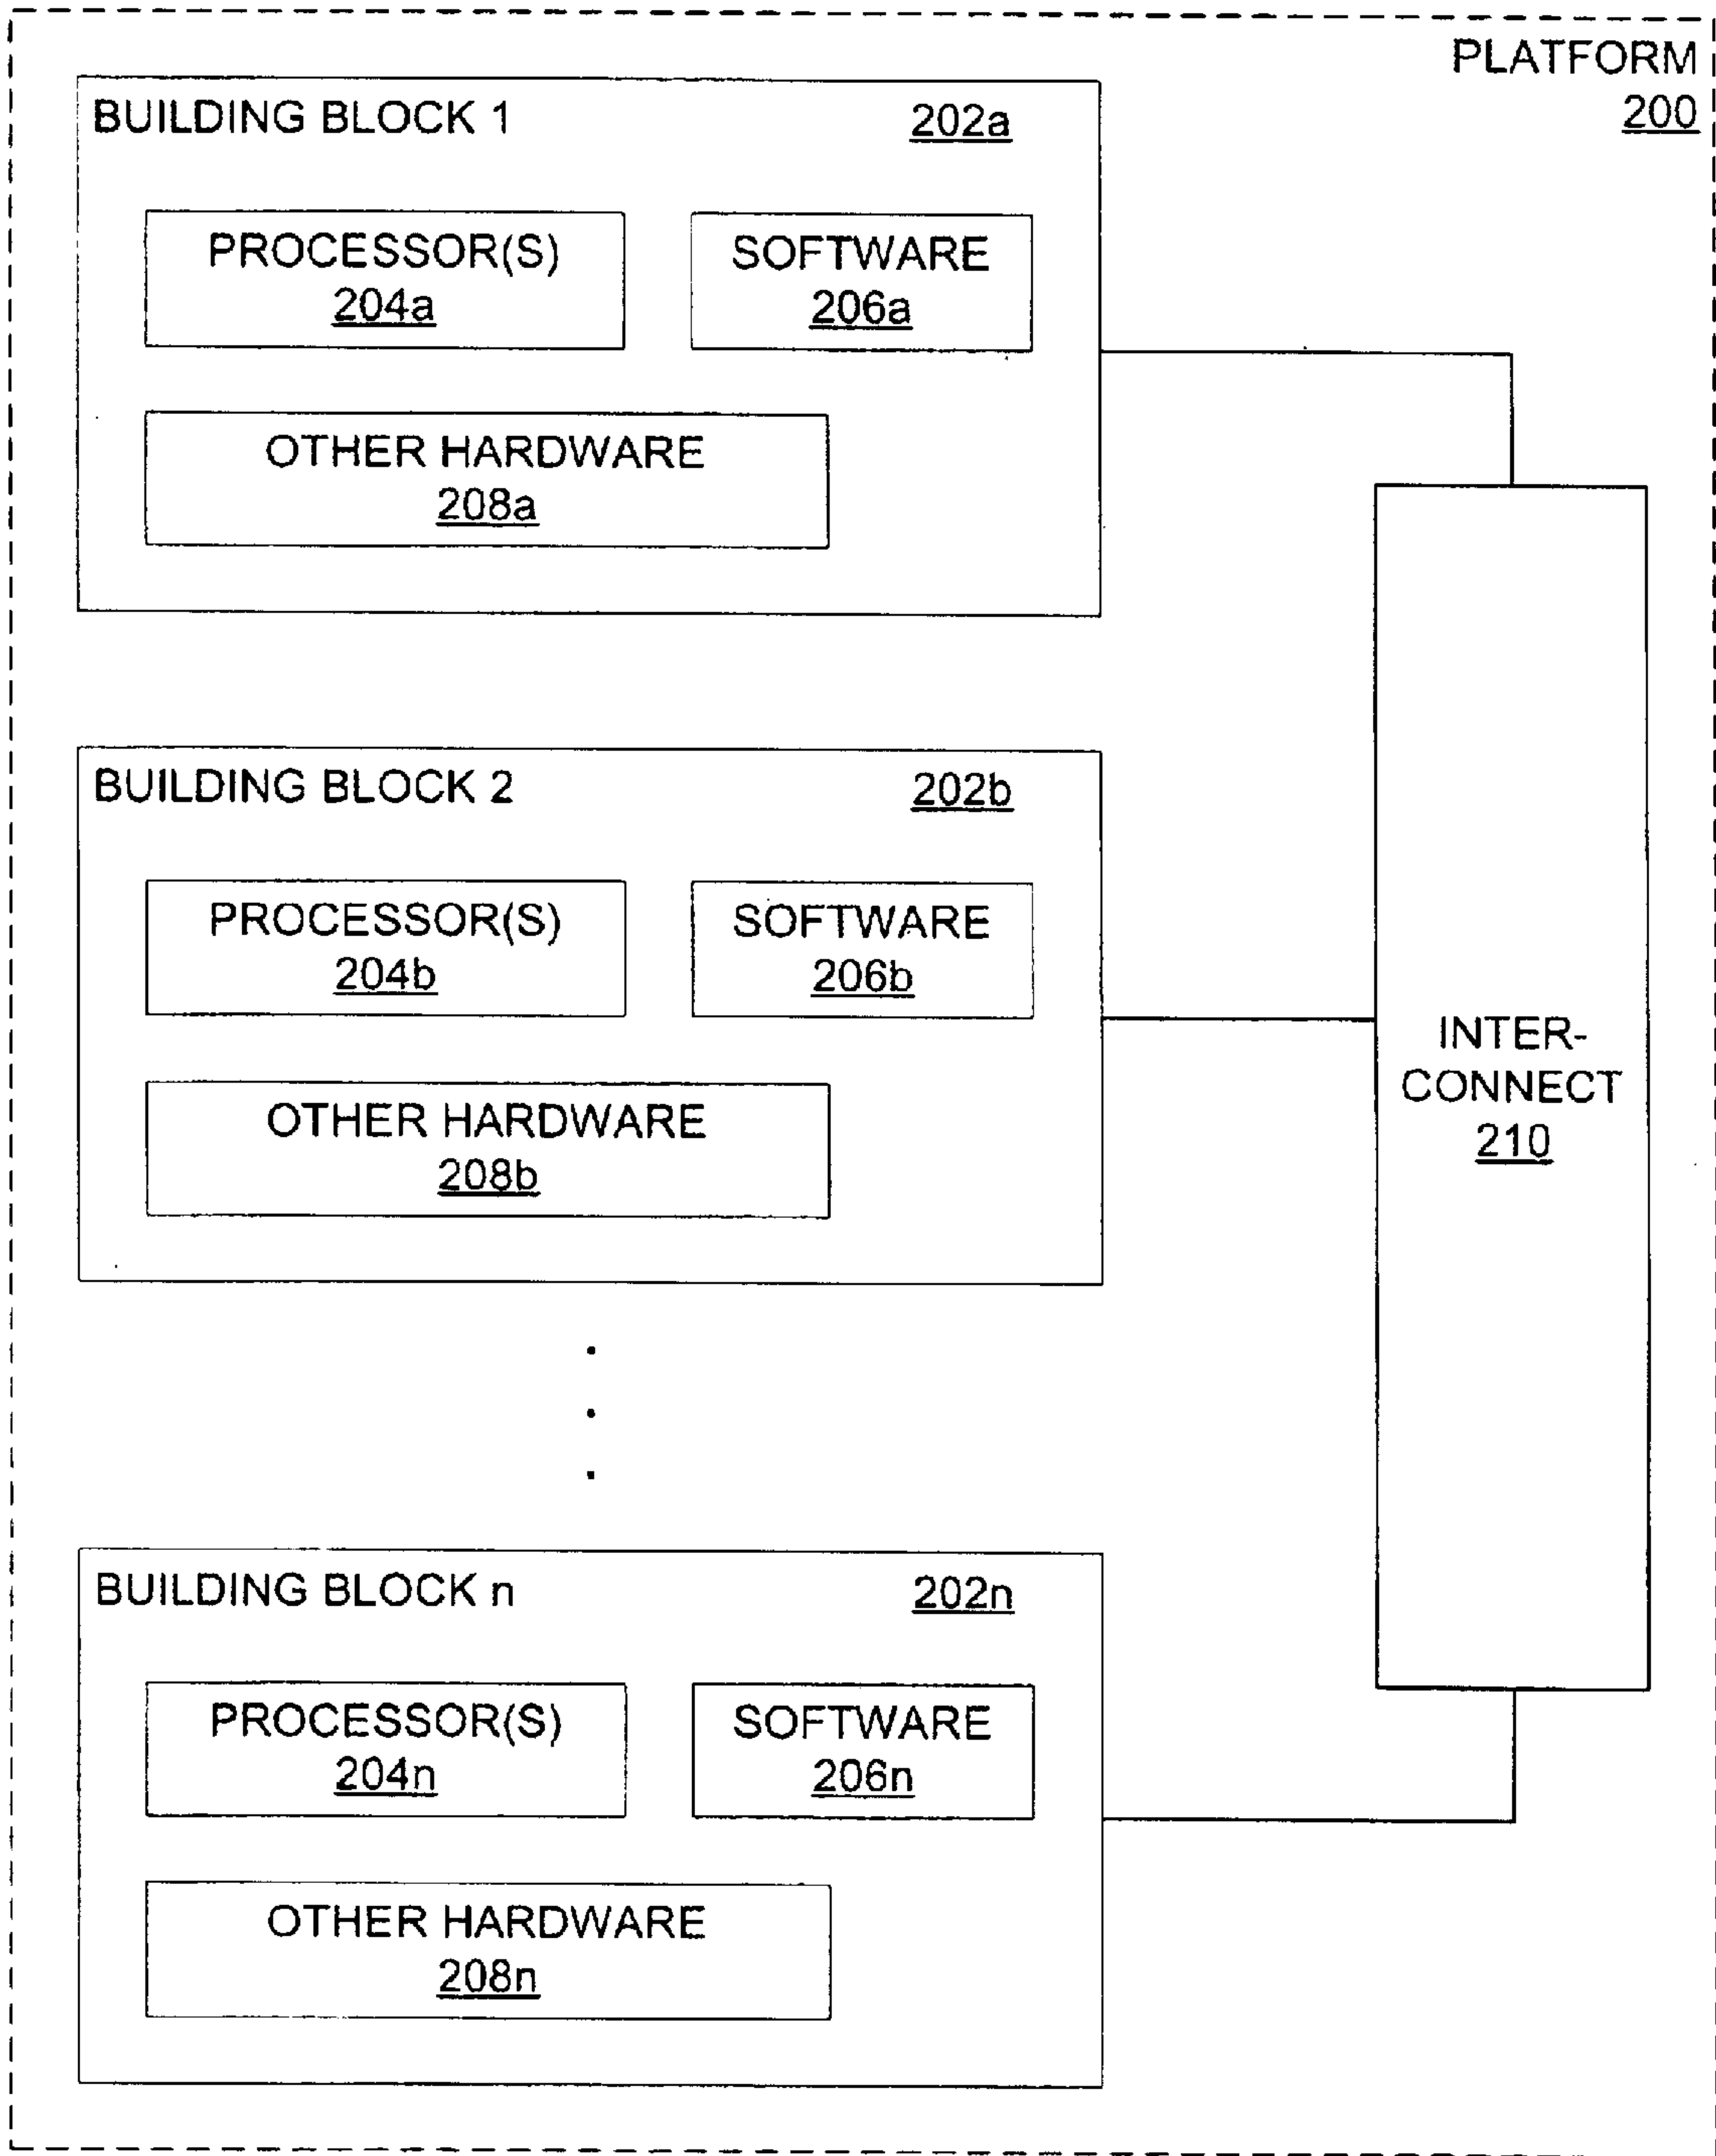 PLATFORM
200
BUILDING BLOCK 1
202a
PROCESSOR(S)
204a
SOFTWARE
206a
OTHER HARDWARE
208a
BUILDING BLOCK 2
202b
PROCESSOR(S)
204b
SOFTWARE
206b
OTHER HARDWARE
208b
INTER-
CONNECT
210
BUILDING BLOCK n
202n
PROCESSOR(S)
204n
SOFTWARE
206n
OTHER HARDWARE
208n